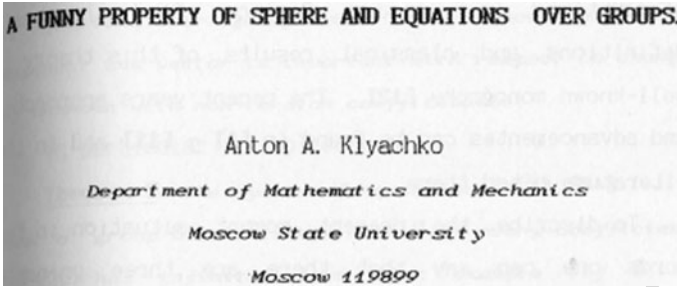 A FUNNY PROPERTY OF SPHERE AND EQUATIONS OVER GROUPS.
Anton A. Klyachko
Department of Mathematics and Mechanics
Moscow State University
Moscow 119899